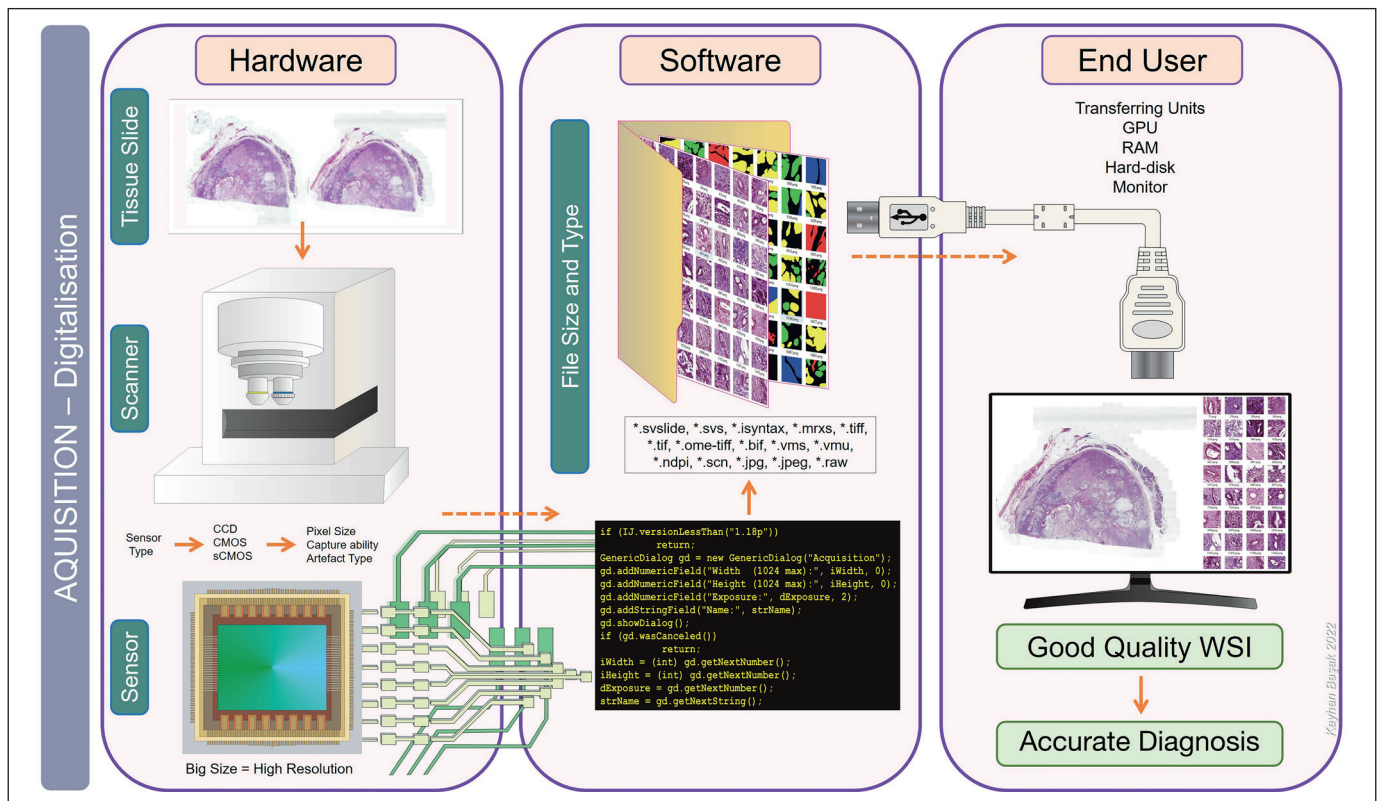 AQUISITION – Digitalisation
Hardware
Tissue Slide
Scanner
Sensor
Type
CCD
CMOS
sCMOS
Pixel Size
Capture ability
Artefact Type
Sensor
Big Size = High Resolution
Software
File Size and Type
*.svslide, *.svs, *.isyntax, *.mrxs, *.tiff,
*.tif, *.ome-tiff, *.bif, *.vms, *.vmu,
*.ndpi, *.scn, *.jpg, *.jpeg, *.raw
if (IJ.versionLessThan("1.18p"))
return;
GenericDialog gd = new GenericDialog("Acquisition");
gd.addNumericField("Width (1024 max):", iWidth, 0);
gd.addNumericField("Height (1024 max):", iHeight, 0);
gd.addNumericField("Exposure:", dExposure, 2);
gd.addStringField("Name:", strName);
gd.showDialog();
if (gd.wasCanceled())
return;
iWidth = (int) gd.getNextNumber();
iHeight = (int) gd.getNextNumber();
dExposure = gd.getNextNumber();
strName = gd.getNextString();
End User
Transferring Units
GPU
RAM
Hard-disk
Monitor
Good Quality WSI
Accurate Diagnosis
Kayhan Başak 2022